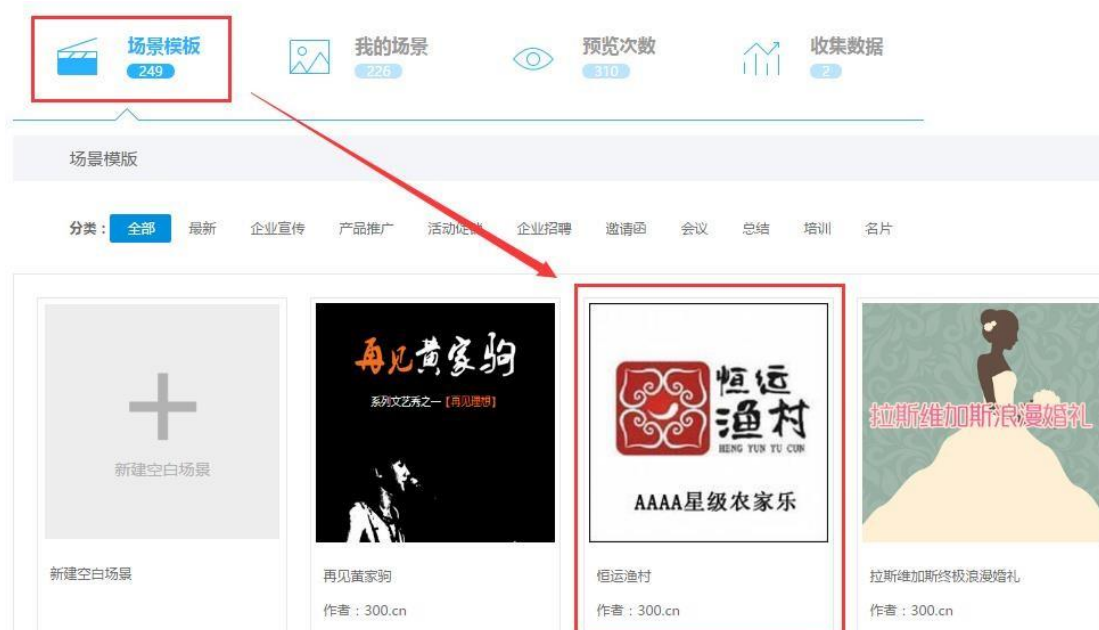 场景模板 我的场景 预览次数 收集数据
249 226 310 2
场景模版
分类： 全部 最新 企业宣传 产品推广 活动促销 企业招聘 邀请函 会议 总结 培训 名片
再见黄家驹
系列文艺秀之一【再见理想】
恒运
渔村
HENG YUN YU CUN
AAAA星级农家乐
拉斯维加斯浪漫婚礼
新建空白场景
新建空白场景 再见黄家驹 恒运渔村 拉斯维加斯终极浪漫婚礼
作者：300.cn 作者：300.cn 作者：300.cn